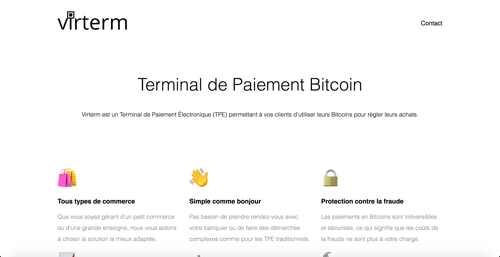 virterm
Contact
Terminal de Paiement Bitcoin
Virterm est un Terminal de Paiement Électronique (TPE) permettant à vos clients d'utiliser leurs Bitcoins pour régler leurs achats.
Tous types de commerce
Que vous soyez gérant d'un petit commerce
ou d'une grande enseigne, nous vous aidons
à choisir la solution la mieux adaptée.
Simple comme bonjour
Pas besoin de prendre rendez-vous avec
votre banquier ou de faire des démarches
complexes comme pour les TPE traditionnels.
Protection contre la fraude
Les paiements en Bitcoins sont irréversibles
et sécurisés, ce qui signifie que les coûts de
la fraude ne sont plus à votre charge.